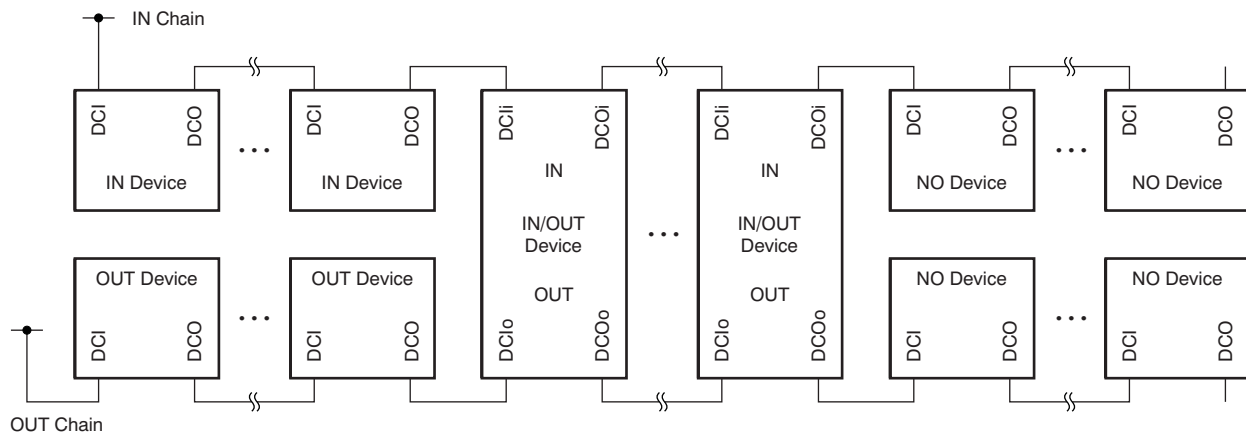 IN Chain
DCI
DCO
IN Device
DCI
DCO
IN Device
DCIi
DCOi
IN
IN/OUT
Device
OUT
DCIo
DCOo
DCIi
DCOi
IN
IN/OUT
Device
OUT
DCIo
DCOo
DCI
DCO
NO Device
DCI
DCO
NO Device
OUT Device
DCI
DCO
OUT Device
DCI
DCO
NO Device
DCI
DCO
NO Device
DCI
DCO
OUT Chain